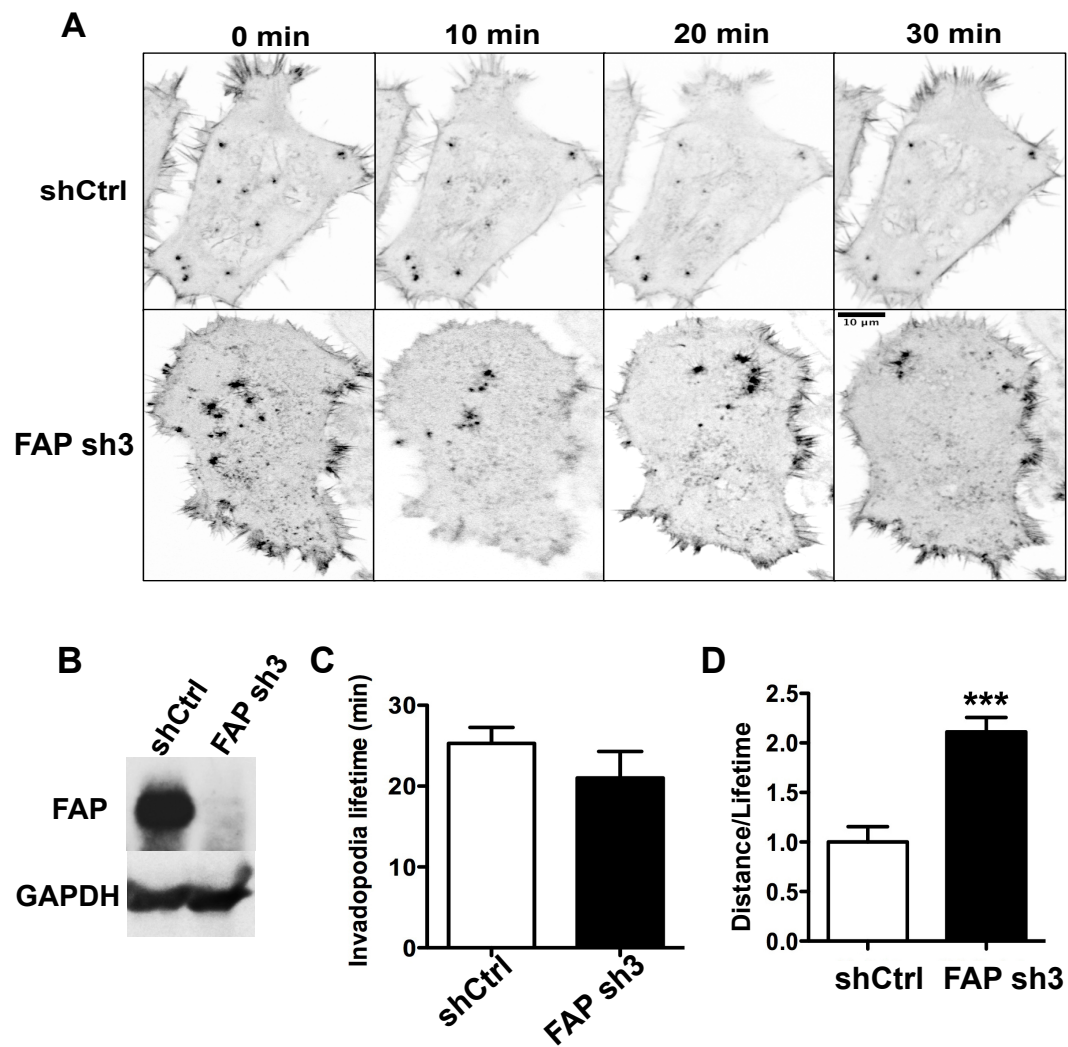 A
0 min 10 min 20 min 30 min
shCtrl
FAP sh3
10 µm
B
shCtrl
FAP sh3
FAP
GAPDH
C
Invadopodia lifetime (min)
30
20
10
0
shCtrl
FAP sh3
D
***
Distance/Lifetime
2.5
2.0
1.5
1.0
0.5
0.0
shCtrl FAP sh3